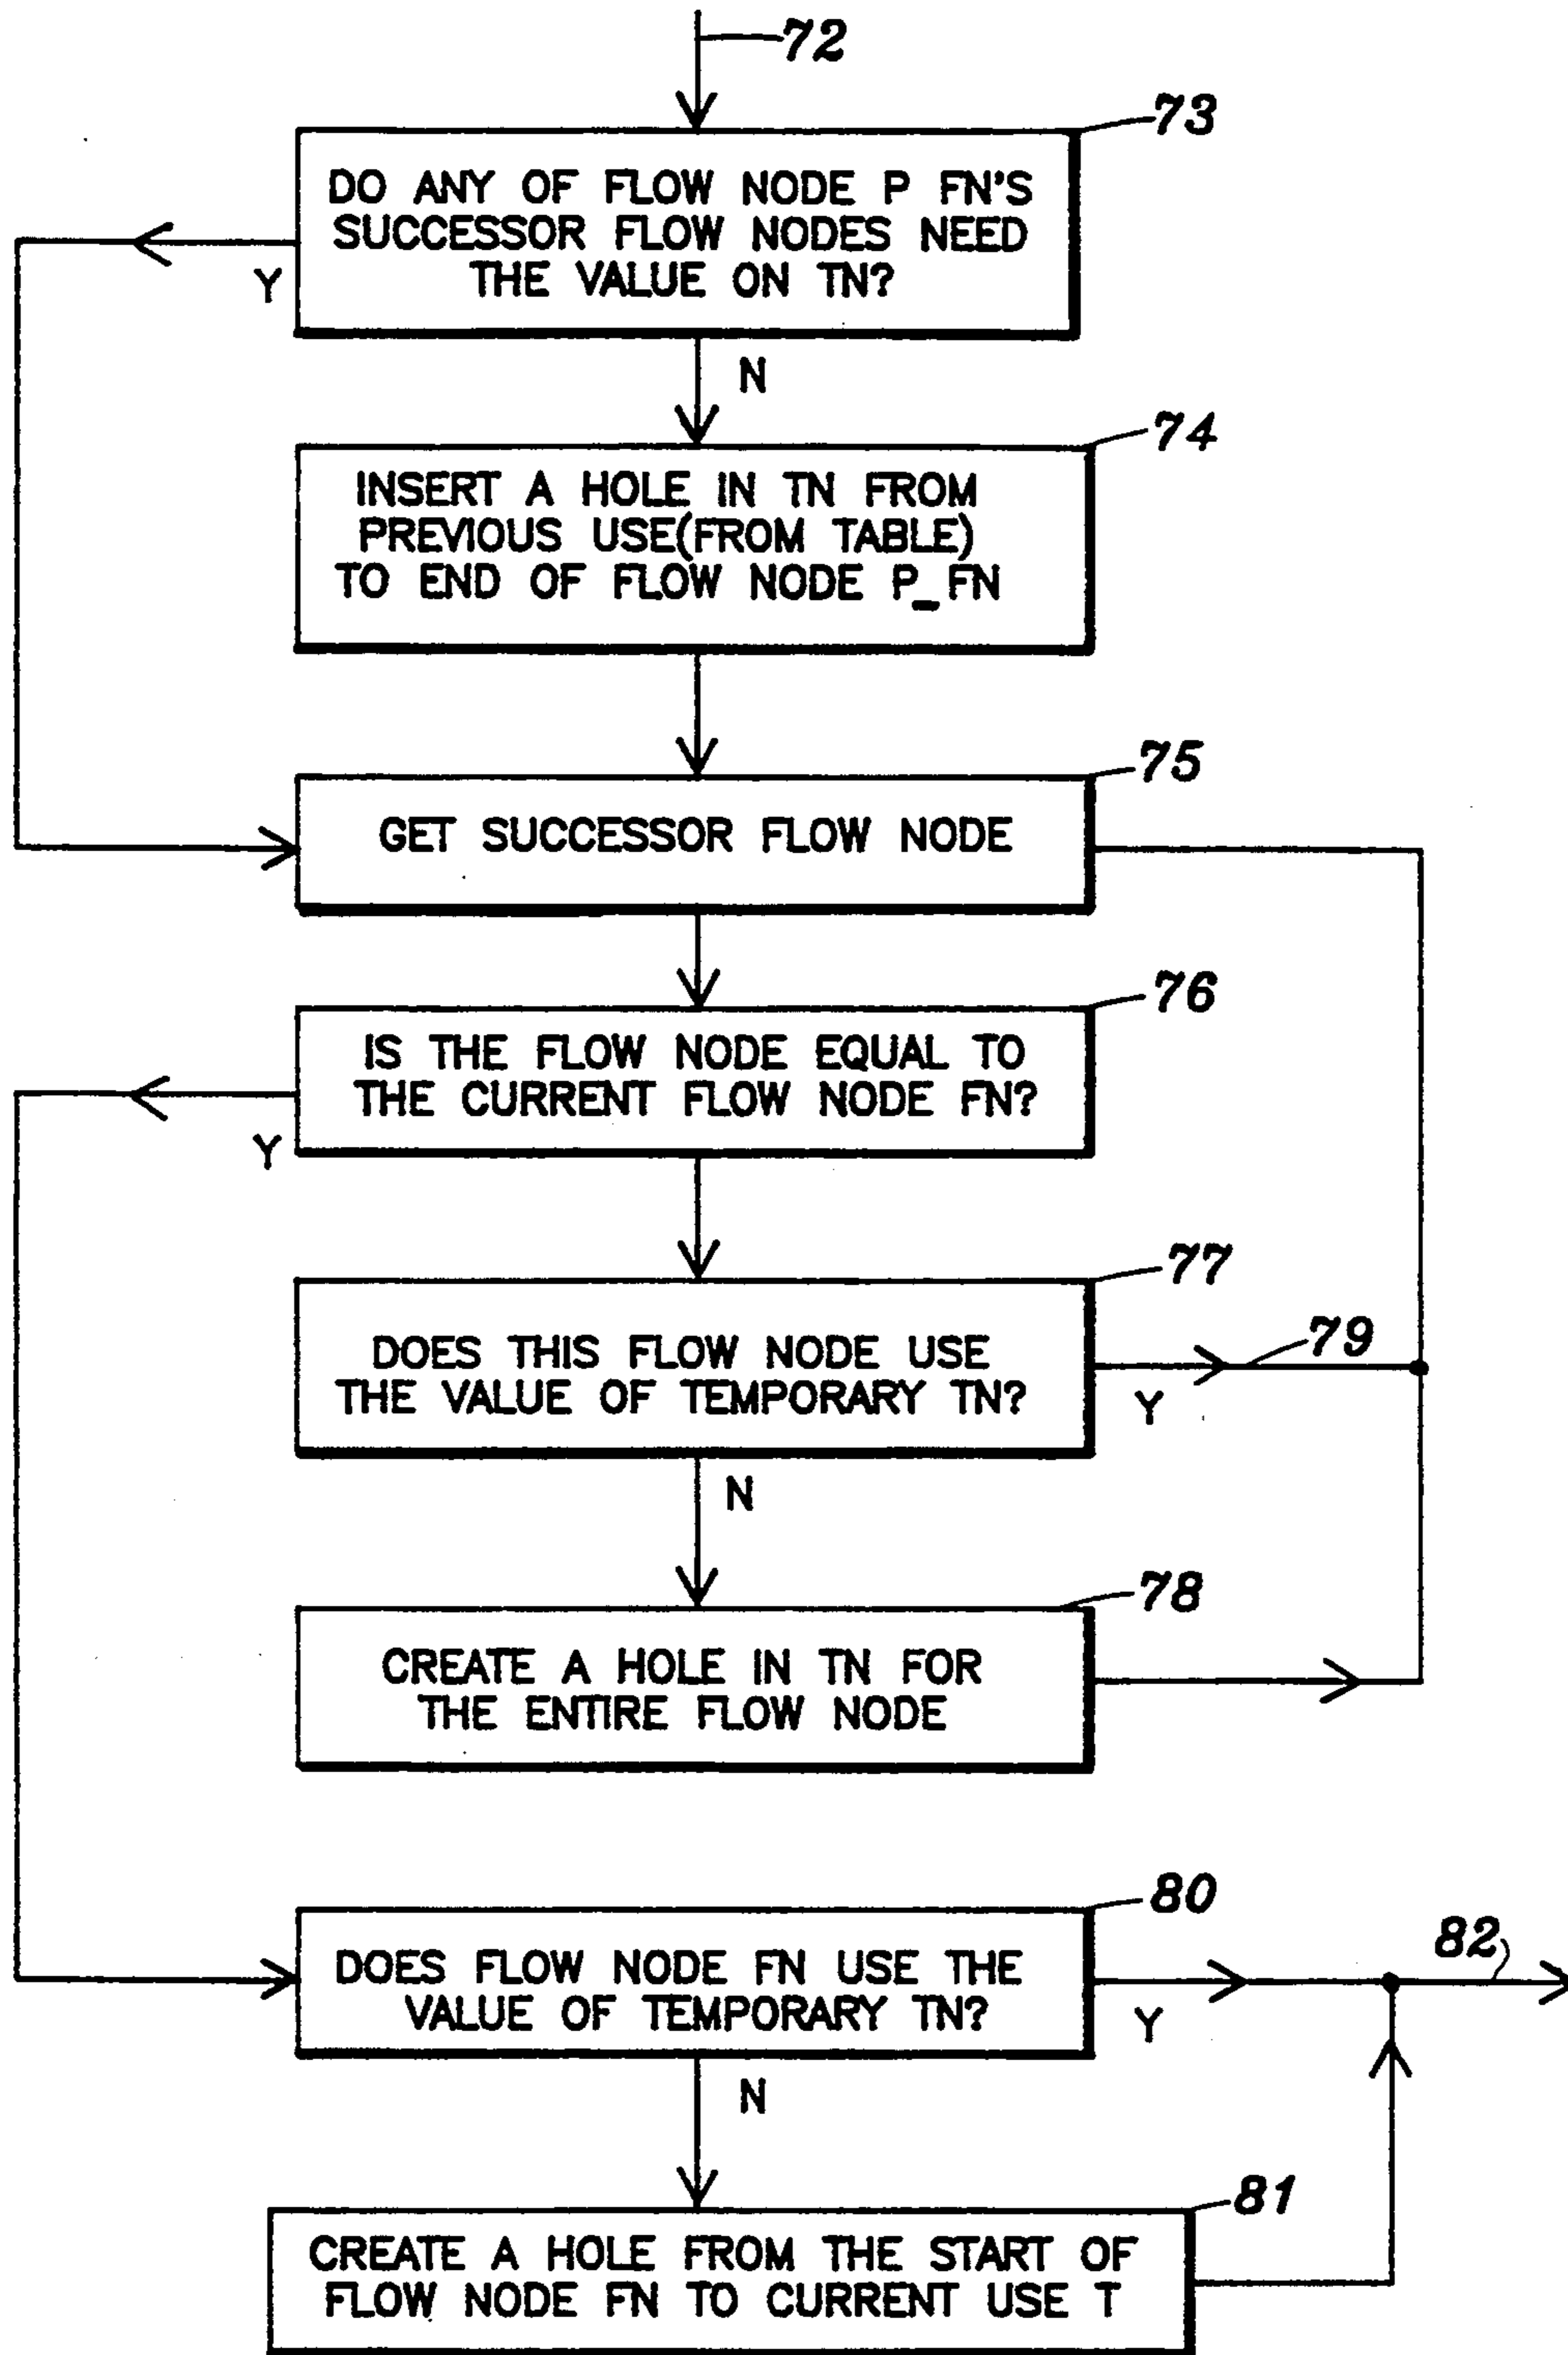 72
73
DO ANY OF FLOW NODE P FN'S
SUCCESSOR FLOW NODES NEED
THE VALUE ON TN?
Y
N
74
INSERT A HOLE IN TN FROM
PREVIOUS USE(FROM TABLE)
TO END OF FLOW NODE P_FN
75
GET SUCCESSOR FLOW NODE
76
IS THE FLOW NODE EQUAL TO
THE CURRENT FLOW NODE FN?
Y
77
DOES THIS FLOW NODE USE
THE VALUE OF TEMPORARY TN?
79
Y
N
78
CREATE A HOLE IN TN FOR
THE ENTIRE FLOW NODE
80
DOES FLOW NODE FN USE THE
VALUE OF TEMPORARY TN?
82
Y
N
81
CREATE A HOLE FROM THE START OF
FLOW NODE FN TO CURRENT USE T